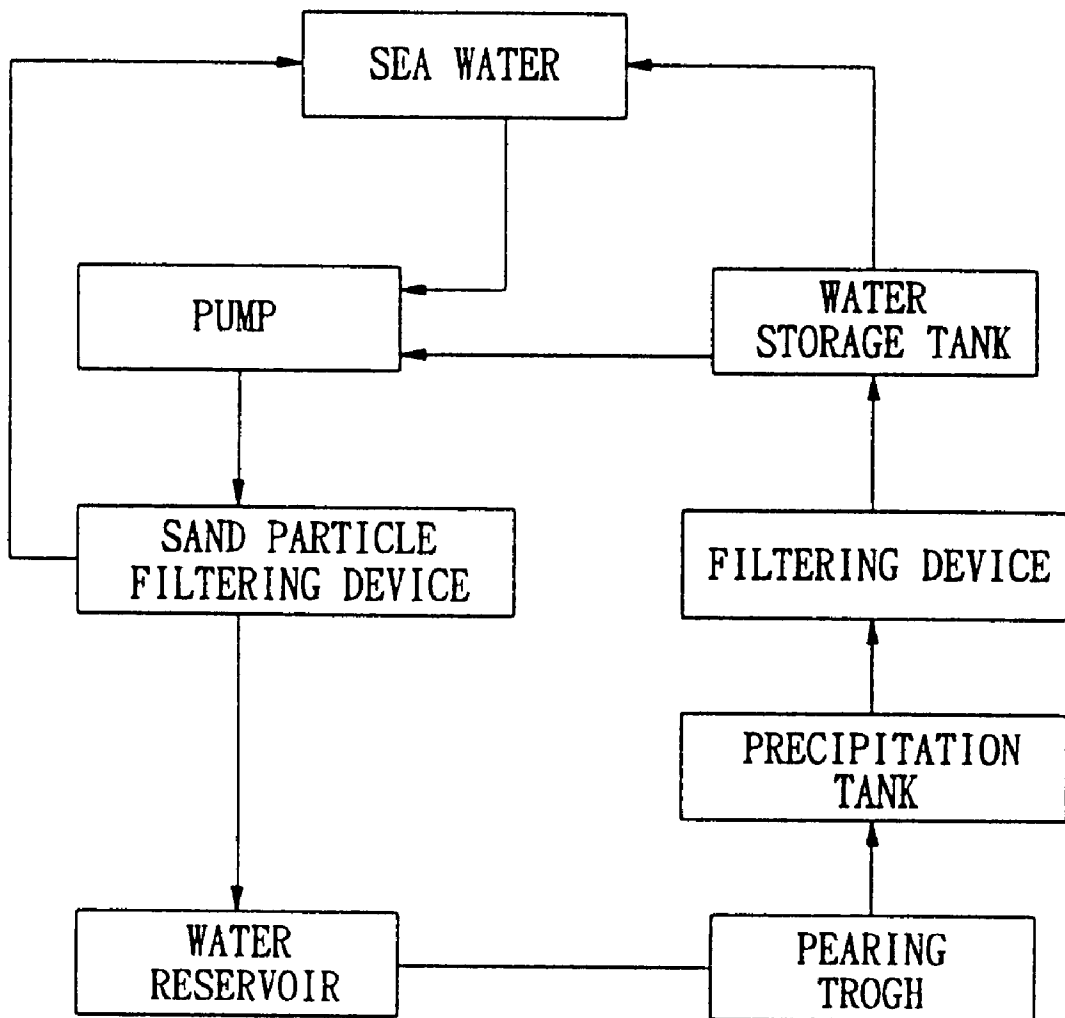 SEA WATER
PUMP
WATER
STORAGE TANK
SAND PARTICLE
FILTERING DEVICE
FILTERING DEVICE
PRECIPITATION
TANK
WATER
RESERVOIR
PEARING
TROGH